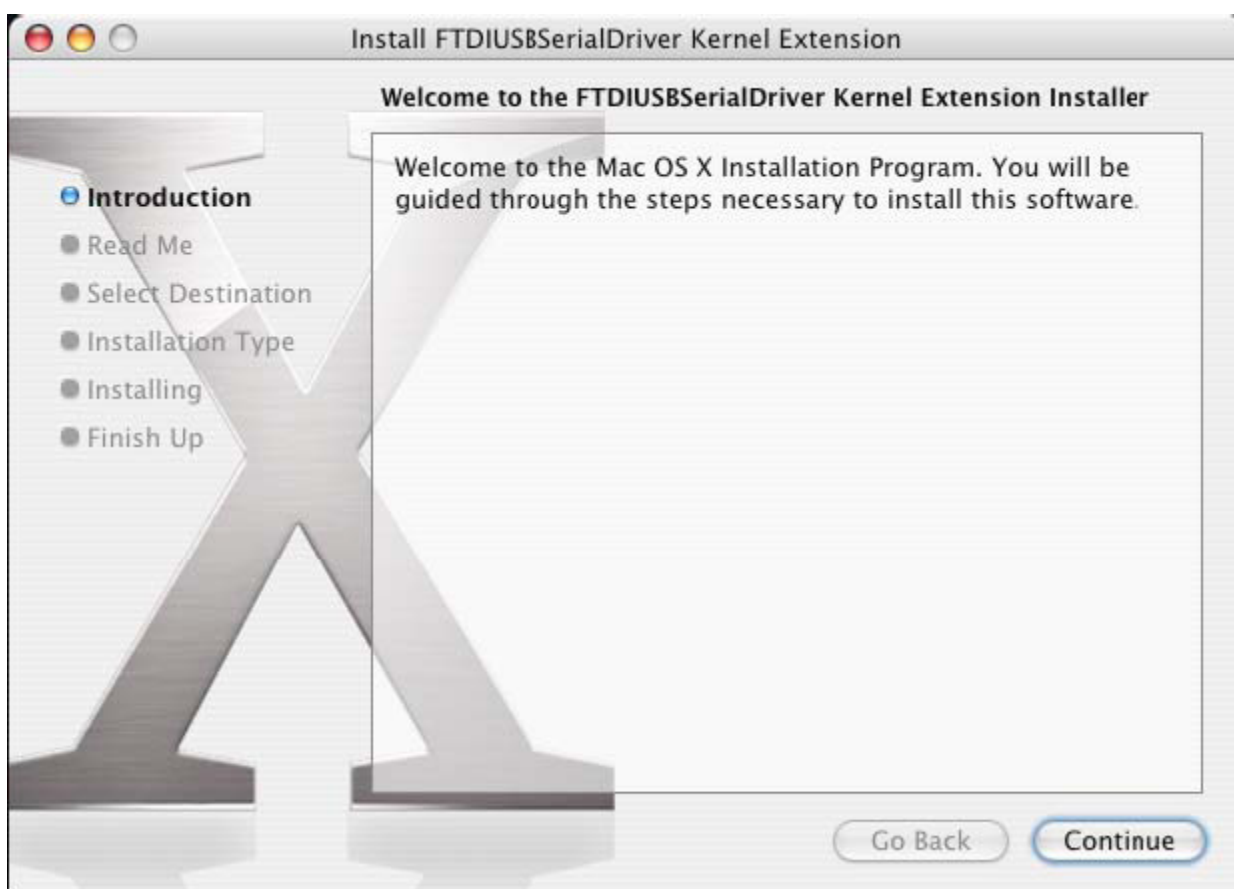 Install FTDIUSBSerialDriver Kernel Extension
Welcome to the FTDIUSBSerialDriver Kernel Extension Installer
Introduction
Read Me
Select Destination
Installation Type
Installing
Finish Up
Welcome to the Mac OS X Installation Program. You will be
guided through the steps necessary to install this software.
Go Back
Continue